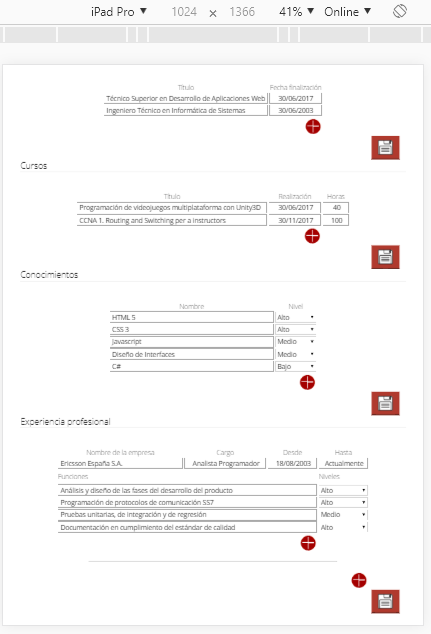 iPad Pro ▼ 1024 × 1366 41% ▼ Online ▼
Título Fecha finalización
Técnico Superior en Desarrollo de Aplicaciones Web 30/06/2017
Ingeniero Técnico en Informática de Sistemas 30/06/2003
Cursos
Título Realización Horas
Programación de videojuegos multiplataforma con Unity3D 30/06/2017 40
CCNA 1. Routing and Switching per a instructors 30/11/2017 100
Conocimientos
Nombre Nivel
HTML 5 Alto
CSS 3 Alto
Javascript Medio
Diseño de Interfaces Medio
C# Bajo
Experiencia profesional
Nombre de la empresa Cargo Desde Hasta
Ericsson España S.A. Analista Programador 18/08/2003 Actualmente
Funciones Niveles
Análisis y diseño de las fases del desarrollo del producto Alto
Programación de protocolos de comunicación SS7 Alto
Pruebas unitarias, de integración y de regresión Medio
Documentación en cumplimiento del estándar de calidad Alto